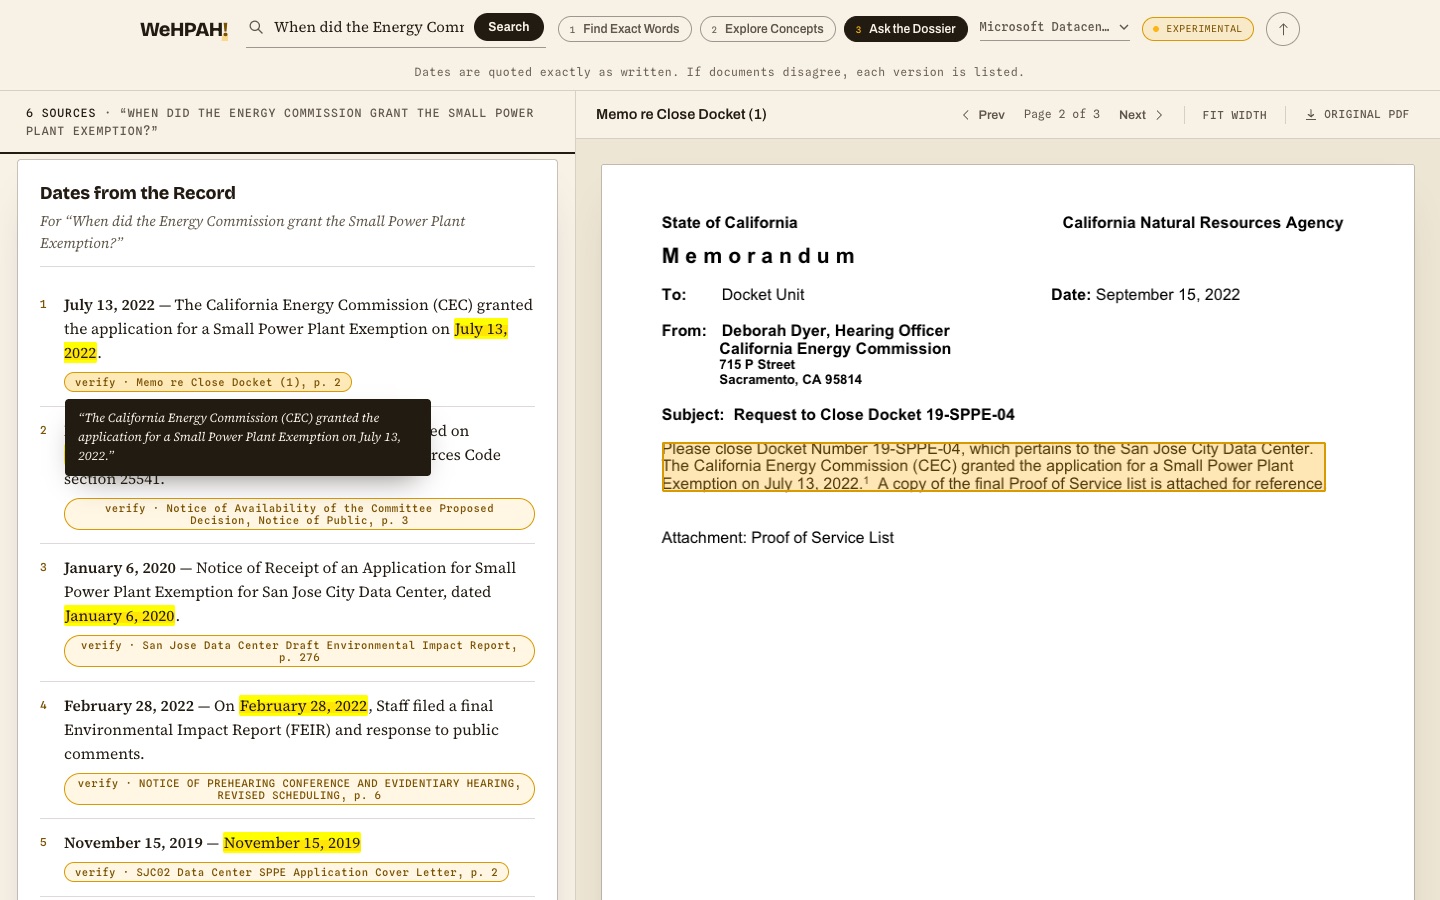 WeHPAH!
When did the Energy Comr
Search
1 Find Exact Words
2 Explore Concepts
3 Ask the Dossier
Microsoft Datacen…
EXPERIMENTAL
Dates are quoted exactly as written. If documents disagree, each version is listed.
6 SOURCES · “WHEN DID THE ENERGY COMMISSION GRANT THE SMALL POWER
PLANT EXEMPTION?”
Dates from the Record
For “When did the Energy Commission grant the Small Power Plant
Exemption?”
1 July 13, 2022 — The California Energy Commission (CEC) granted
the application for a Small Power Plant Exemption on July 13,
2022.
verify · Memo re Close Docket (1), p. 2
“The California Energy Commission (CEC) granted the
application for a Small Power Plant Exemption on July 13,
2022.”
2
ed on
rces Code
section 25541.
verify · Notice of Availability of the Committee Proposed
Decision, Notice of Public, p. 3
3 January 6, 2020 — Notice of Receipt of an Application for Small
Power Plant Exemption for San Jose City Data Center, dated
January 6, 2020.
verify · San Jose Data Center Draft Environmental Impact Report,
p. 276
4 February 28, 2022 — On February 28, 2022, Staff filed a final
Environmental Impact Report (FEIR) and response to public
comments.
verify · NOTICE OF PREHEARING CONFERENCE AND EVIDENTIARY HEARING,
REVISED SCHEDULING, p. 6
5 November 15, 2019 — November 15, 2019
verify · SJC02 Data Center SPPE Application Cover Letter, p. 2
Memo re Close Docket (1)
Prev
Page 2 of 3
Next
FIT WIDTH
ORIGINAL PDF
State of California
California Natural Resources Agency
Memorandum
To: Docket Unit
Date: September 15, 2022
From: Deborah Dyer, Hearing Officer
California Energy Commission
715 P Street
Sacramento, CA 95814
Subject: Request to Close Docket 19-SPPE-04
Please close Docket Number 19-SPPE-04, which pertains to the San Jose City Data Center.
The California Energy Commission (CEC) granted the application for a Small Power Plant
Exemption on July 13, 2022.1 A copy of the final Proof of Service list is attached for reference
Attachment: Proof of Service List